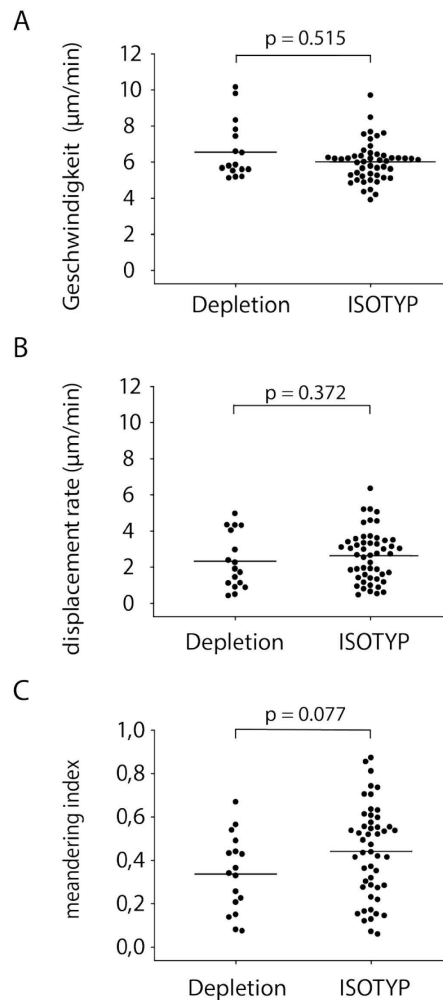 A
p = 0.515
Geschwindigkeit (µm/min)
12
10
8
6
4
2
0
Depletion
ISOTYP
B
p = 0.372
displacement rate (µm/min)
12
10
8
6
4
2
0
Depletion
ISOTYP
C
p = 0.077
meandering index
1,0
0,8
0,6
0,4
0,2
0,0
Depletion
ISOTYP